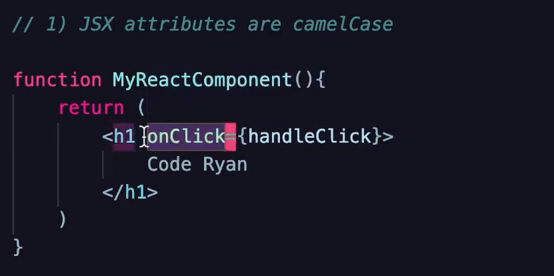 // 1) JSX attributes are camelCase
function MyReactComponent(){
return (
<h1 onClick={handleClick}>
Code Ryan
</h1>
)
}